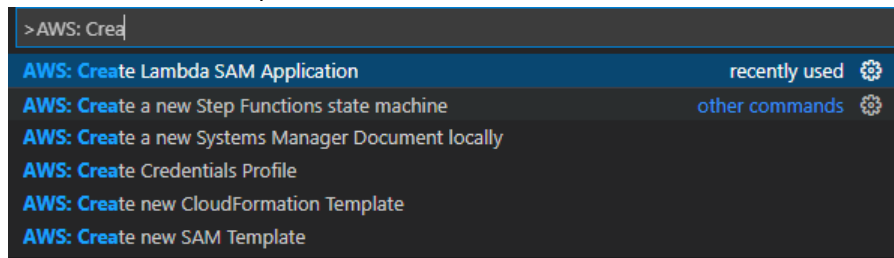 >AWS: Crea
AWS: Create Lambda SAM Application recently used
AWS: Create a new Step Functions state machine other commands
AWS: Create a new Systems Manager Document locally
AWS: Create Credentials Profile
AWS: Create new CloudFormation Template
AWS: Create new SAM Template